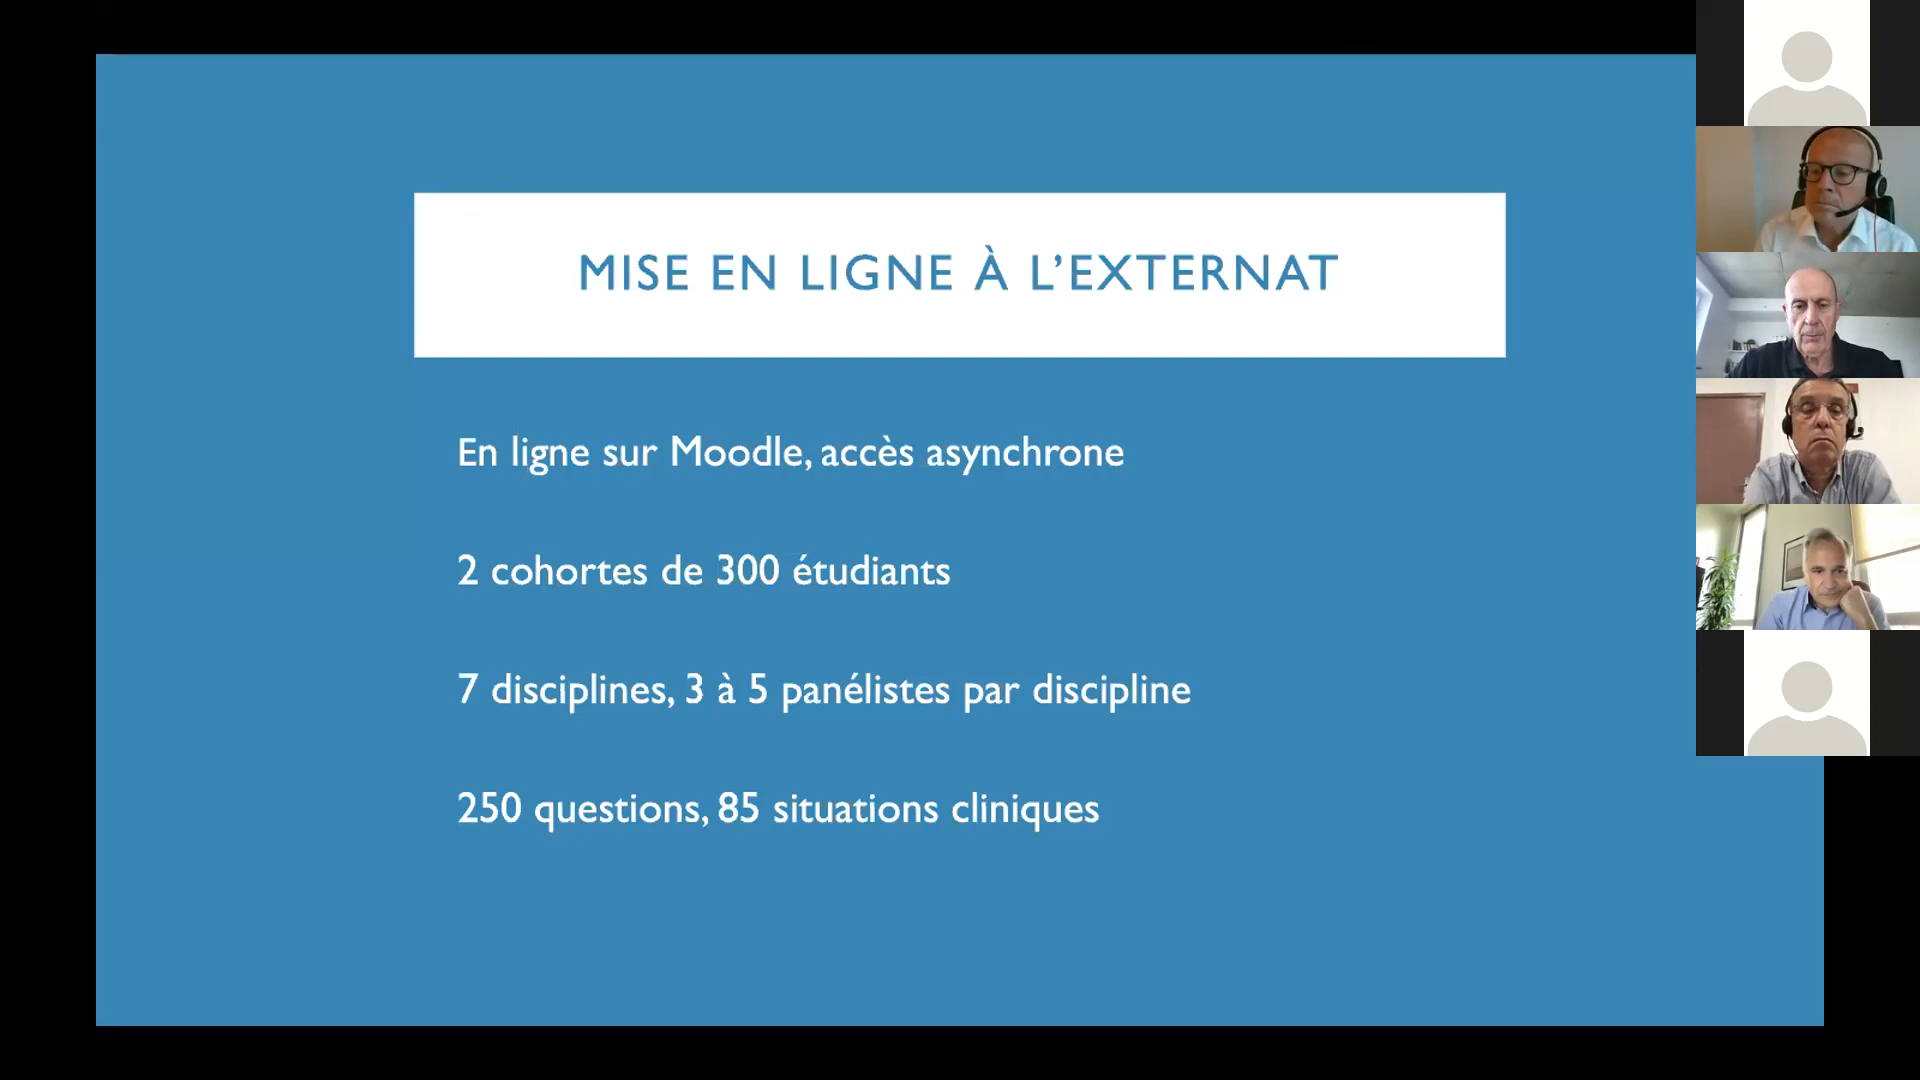 MISE EN LIGNE À L’EXTERNAT
En ligne sur Moodle, accès asynchrone
2 cohortes de 300 étudiants
7 disciplines, 3 à 5 panélistes par discipline
250 questions, 85 situations cliniques